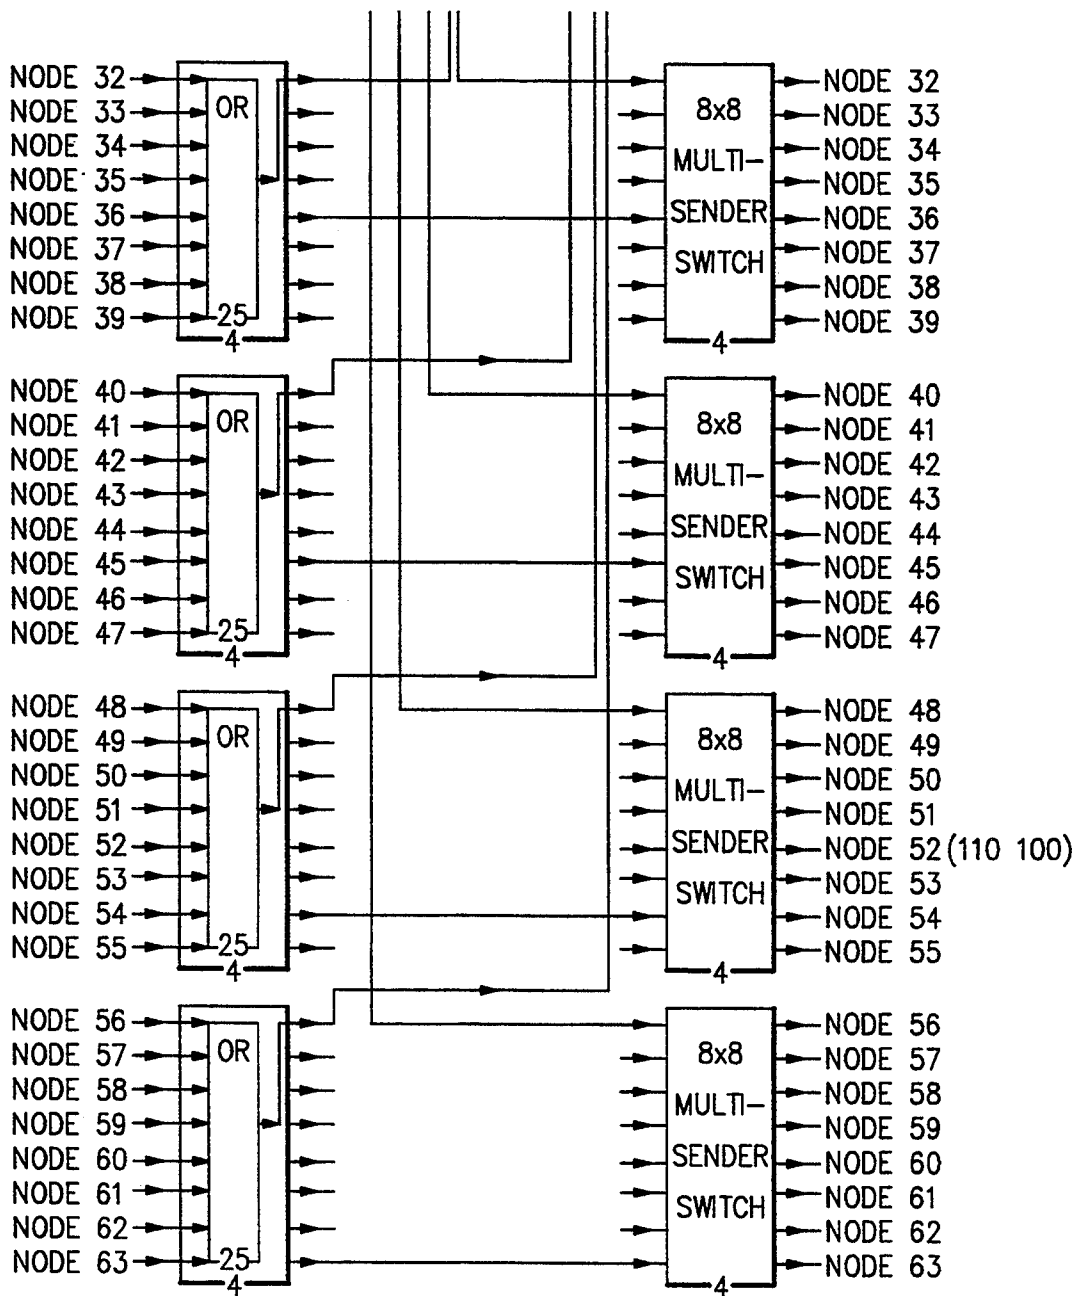 NODE 32 NODE 32
OR 8x8
NODE 33 NODE 33
NODE 34 MULTI- NODE 34
NODE 35 NODE 35
NODE 36 SENDER NODE 36
NODE 37 NODE 37
SWITCH
NODE 38 NODE 38
NODE 39 25 NODE 39
4 4
NODE 40 NODE 40
OR 8x8
NODE 41 NODE 41
NODE 42 MULTI- NODE 42
NODE 43 NODE 43
NODE 44 SENDER NODE 44
NODE 45 NODE 45
SWITCH
NODE 46 NODE 46
NODE 47 25 NODE 47
4 4
NODE 48 NODE 48
OR 8x8
NODE 49 NODE 49
NODE 50 MULTI- NODE 50
NODE 51 NODE 51
NODE 52 SENDER NODE 52 (110 100)
NODE 53 NODE 53
SWITCH
NODE 54 NODE 54
NODE 55 25 NODE 55
4 4
NODE 56 NODE 56
OR 8x8
NODE 57 NODE 57
NODE 58 MULTI- NODE 58
NODE 59 NODE 59
NODE 60 SENDER NODE 60
NODE 61 NODE 61
SWITCH
NODE 62 NODE 62
NODE 63 25 NODE 63
4 4